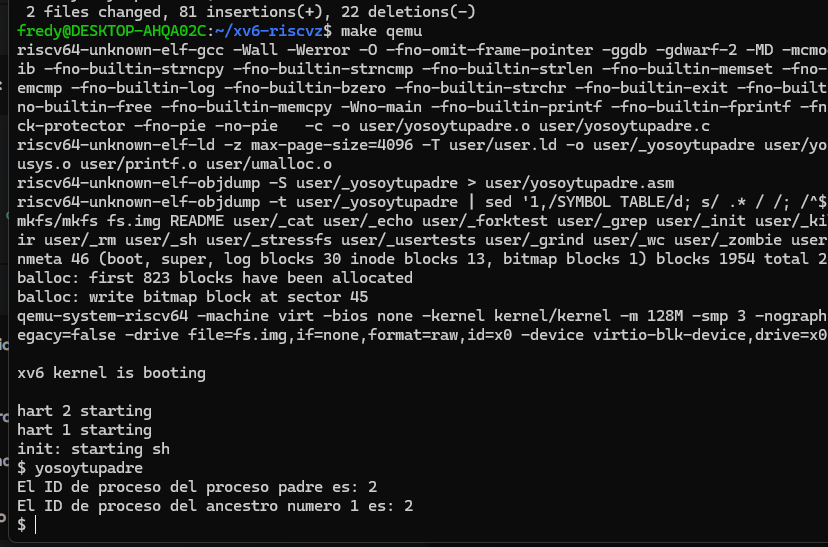 2 files changed, 81 insertions(+), 22 deletions(-)
fredy@DESKTOP-AHQA02C:~/xv6-riscvz$ make qemu
riscv64-unknown-elf-gcc -Wall -Werror -O -fno-omit-frame-pointer -ggdb -gdwarf-2 -MD -mcmo
ib -fno-builtin-strncpy -fno-builtin-strncmp -fno-builtin-strlen -fno-builtin-memset -fno-
emcmp -fno-builtin-log -fno-builtin-bzero -fno-builtin-strchr -fno-builtin-exit -fno-built
no-builtin-free -fno-builtin-memcpy -Wno-main -fno-builtin-printf -fno-builtin-fprintf -fn
ck-protector -fno-pie -no-pie   -c -o user/yosoytupadre.o user/yosoytupadre.c
riscv64-unknown-elf-ld -z max-page-size=4096 -T user/user.ld -o user/_yosoytupadre user/yo
usys.o user/printf.o user/umalloc.o
riscv64-unknown-elf-objdump -S user/_yosoytupadre > user/yosoytupadre.asm
riscv64-unknown-elf-objdump -t user/_yosoytupadre | sed '1,/SYMBOL TABLE/d; s/ .* / /; /^$
mkfs/mkfs fs.img README user/_cat user/_echo user/_forktest user/_grep user/_init user/_ki
ir user/_rm user/_sh user/_stressfs user/_usertests user/_grind user/_wc user/_zombie user
nmeta 46 (boot, super, log blocks 30 inode blocks 13, bitmap blocks 1) blocks 1954 total 2
balloc: first 823 blocks have been allocated
balloc: write bitmap block at sector 45
qemu-system-riscv64 -machine virt -bios none -kernel kernel/kernel -m 128M -smp 3 -nograph
egacy=false -drive file=fs.img,if=none,format=raw,id=x0 -device virtio-blk-device,drive=x0
xv6 kernel is booting
hart 2 starting
hart 1 starting
init: starting sh
$ yosoytupadre
El ID de proceso del proceso padre es: 2
El ID de proceso del ancestro numero 1 es: 2
$